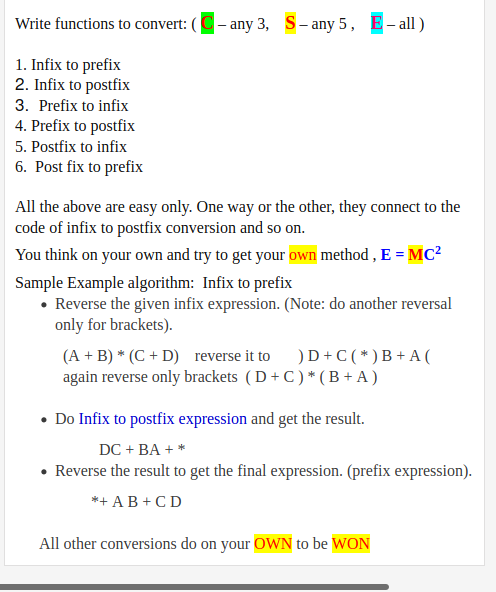 Write functions to convert: ( C – any 3, S – any 5 , E – all )
1. Infix to prefix
2. Infix to postfix
3. Prefix to infix
4. Prefix to postfix
5. Postfix to infix
6. Post fix to prefix
All the above are easy only. One way or the other, they connect to the
code of infix to postfix conversion and so on.
You think on your own and try to get your own method , E = MC²
Sample Example algorithm: Infix to prefix
• Reverse the given infix expression. (Note: do another reversal
only for brackets).
(A + B) * (C + D) reverse it to ) D + C ( * ) B + A (
again reverse only brackets ( D + C ) * ( B + A )
• Do Infix to postfix expression and get the result.
DC + BA + *
• Reverse the result to get the final expression. (prefix expression).
*+ A B + C D
All other conversions do on your OWN to be WON